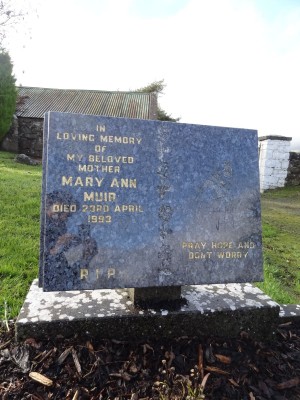 IN
LOVING MEMORY
OF
MY BELOVED
MOTHER
MARY ANN
MUIR
DIED 23RD APRIL
1993
R I P
PRAY HOPE AND
DONT WORRY